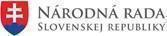 NÁRODNÁ RADA
SLOVENSKEJ REPUBLIKY